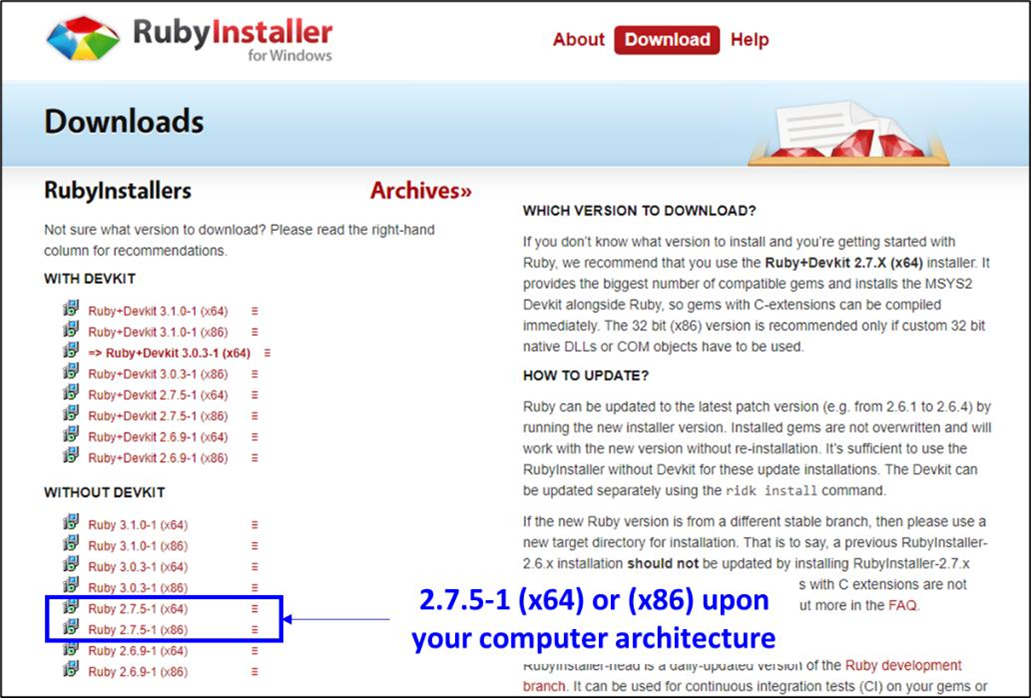 RubyInstaller
for Windows
About Download Help
Downloads
RubyInstallers Archives»
Not sure what version to download? Please read the right-hand
column for recommendations.
WITH DEVKIT
Ruby+Devkit 3.1.0-1 (x64)
Ruby+Devkit 3.1.0-1 (x86)
=> Ruby+Devkit 3.0.3-1 (x64)
Ruby+Devkit 3.0.3-1 (x86)
Ruby+Devkit 2.7.5-1 (x64)
Ruby+Devkit 2.7.5-1 (x86)
Ruby+Devkit 2.6.9-1 (x64)
Ruby+Devkit 2.6.9-1 (x86)
WITHOUT DEVKIT
Ruby 3.1.0-1 (x64)
Ruby 3.1.0-1 (x86)
Ruby 3.0.3-1 (x64)
Ruby 3.0.3-1 (x86)
Ruby 2.7.5-1 (x64)
Ruby 2.7.5-1 (x86)
Ruby 2.6.9-1 (x64)
Ruby 2.6.9-1 (x86)
2.7.5-1 (x64) or (x86) upon
your computer architecture
WHICH VERSION TO DOWNLOAD?
If you don't know what version to install and you're getting started with
Ruby, we recommend that you use the Ruby+Devkit 2.7.X (x64) installer. It
provides the biggest number of compatible gems and installs the MSYS2
Devkit alongside Ruby, so gems with C-extensions can be compiled
immediately. The 32 bit (x86) version is recommended only if custom 32 bit
native DLLs or COM objects have to be used.
HOW TO UPDATE?
Ruby can be updated to the latest patch version (e.g. from 2.6.1 to 2.6.4) by
running the new installer version. Installed gems are not overwritten and will
work with the new version without re-installation. It's sufficient to use the
RubyInstaller without Devkit for these update installations. The Devkit can
be updated separately using the ridk install command.
If the new Ruby version is from a different stable branch, then please use a
new target directory for installation. That is to say, a previous RubyInstaller-
2.6.x installation should not be updated by installing RubyInstaller-2.7.x
s with C extensions are not
ut more in the FAQ.
RubyInstaller-head is a daily-updated version of the Ruby development
branch. It can be used for continuous integration tests (CI) on your gems or